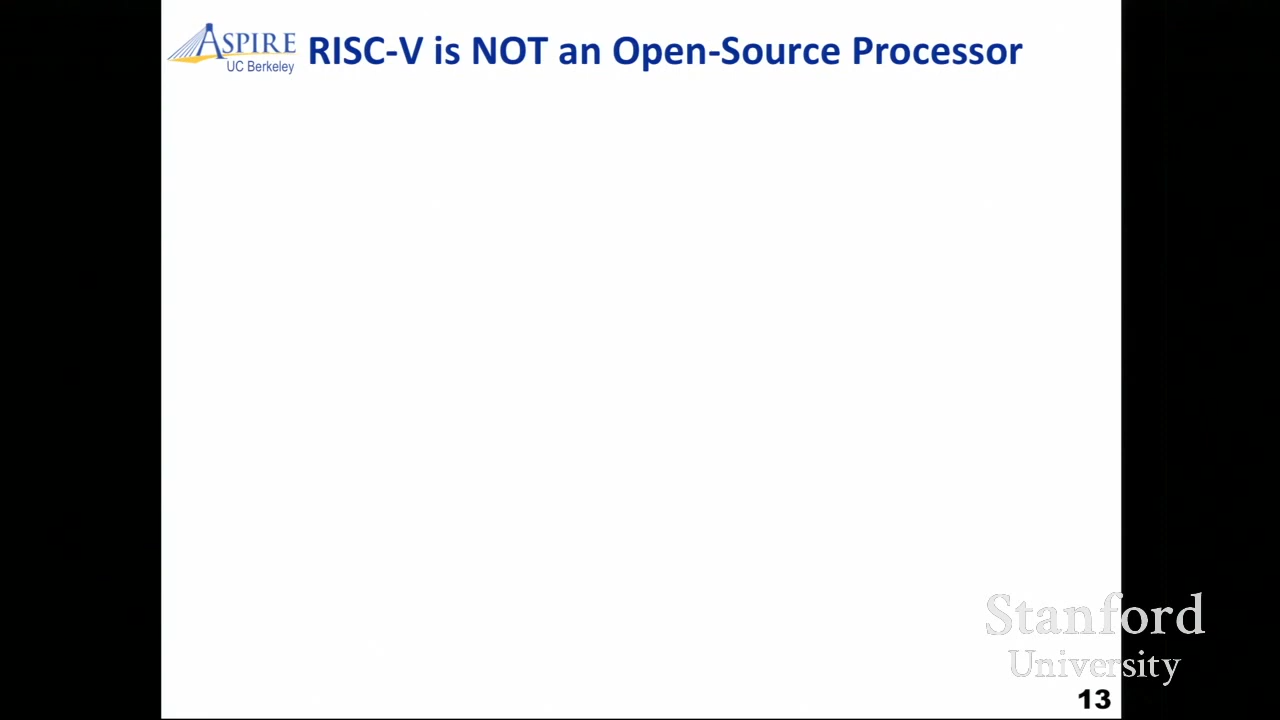 ASPIRE
UC Berkeley
RISC-V is NOT an Open-Source Processor
Stanford
University
13